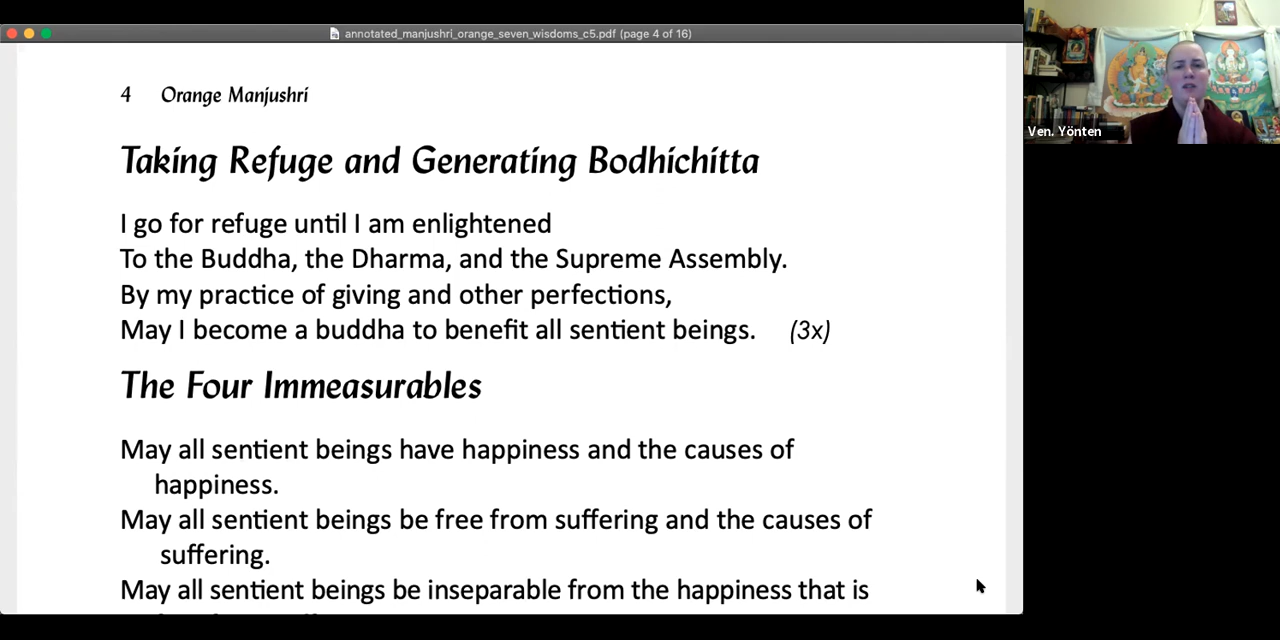 annotated_manjushri_orange_seven_wisdoms_c5.pdf (page 4 of 16)
4 Orange Manjushri
Taking Refuge and Generating Bodhichitta
I go for refuge until I am enlightened
To the Buddha, the Dharma, and the Supreme Assembly.
By my practice of giving and other perfections,
May I become a buddha to benefit all sentient beings. (3x)
The Four Immeasurables
May all sentient beings have happiness and the causes of
happiness.
May all sentient beings be free from suffering and the causes of
suffering.
May all sentient beings be inseparable from the happiness that is
Ven. Yönten